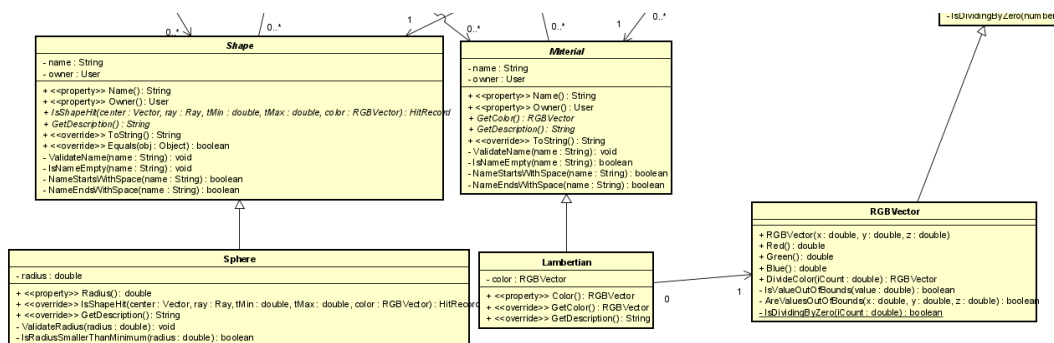 - IsDividingByZero(number
0..*
1
0..*
1
0..*
Shape
- name : String
- owner : User
+ <<property>> Name() : String
+ <<property>> Owner() : User
+ IsShapeHit(center : Vector, ray : Ray, tMin : double, tMax : double, color : RGBVector) : HitRecord
+ GetDescription() : String
+ <<override>> ToString() : String
+ <<override>> Equals(obj : Object) : boolean
- ValidateName(name : String) : void
- IsNameEmpty(name : String) : void
- NameStartsWithSpace(name : String) : boolean
- NameEndsWithSpace(name : String) : boolean
Material
- name : String
- owner : User
+ <<property>> Name() : String
+ <<property>> Owner() : User
+ GetColor() : RGBVector
+ GetDescription() : String
+ <<override>> ToString() : String
- ValidateName(name : String) : void
- IsNameEmpty(name : String) : boolean
- NameStartsWithSpace(name : String) : boolean
- NameEndsWithSpace(name : String) : boolean
Sphere
- radius : double
+ <<property>> Radius() : double
+ <<override>> IsShapeHit(center : Vector, ray : Ray, tMin : double, tMax : double, color : RGBVector) : HitRecord
+ <<override>> GetDescription() : String
- ValidateRadius(radius : double) : void
- IsRadiusSmallerThanMinimum(radius : double) : boolean
Lambertian
- color : RGBVector
+ <<property>> Color() : RGBVector
+ <<override>> GetColor() : RGBVector
+ <<override>> GetDescription() : String
0
1
RGBVector
+ RGBVector(x : double, y : double, z : double)
+ Red() : double
+ Green() : double
+ Blue() : double
+ DivideColor(iCount : double) : RGBVector
- IsValueOutOfBounds(value : double) : boolean
- AreValuesOutOfBounds(x : double, y : double, z : double) : boolean
- IsDividingByZero(iCount : double) : boolean